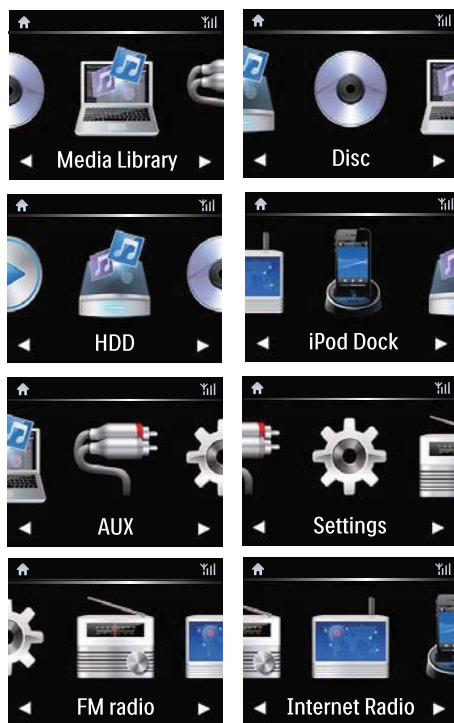 Media Library
Disc
HDD
iPod Dock
AUX
Settings
FM radio
Internet Radio